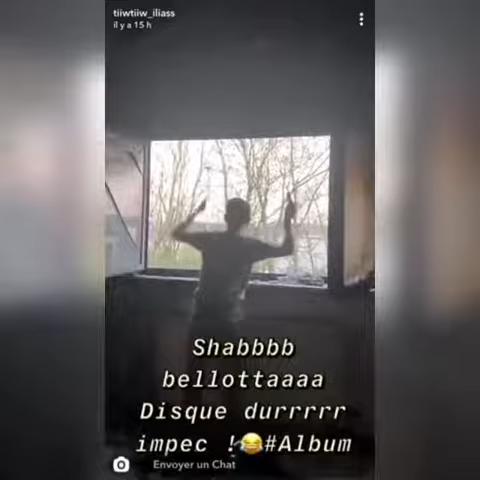 tiiwtiiw_iliass
il y a 15 h
Shabbbb
bellottaaaa
Disque durrrrr
impec !😂#Album
Envoyer un Chat